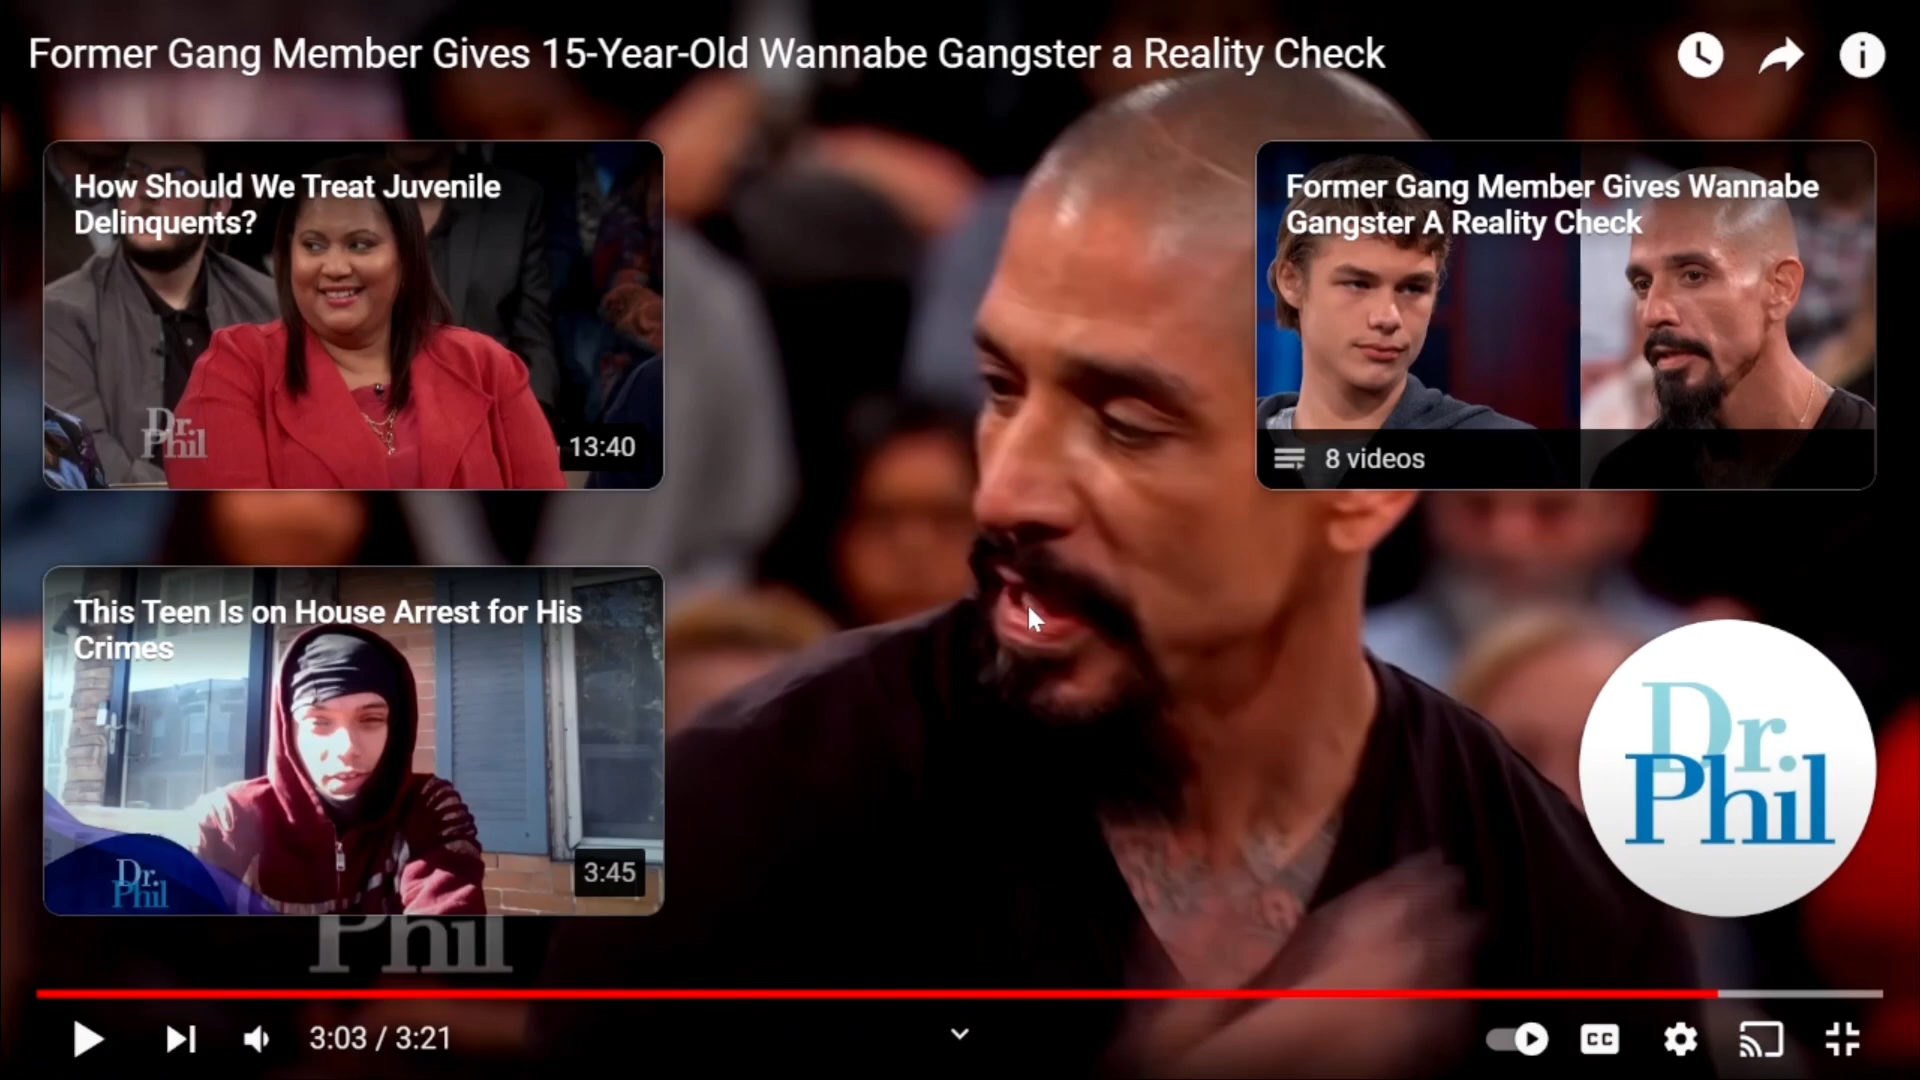 Former Gang Member Gives 15-Year-Old Wannabe Gangster a Reality Check
How Should We Treat Juvenile
Delinquents?
Dr.
Phil
13:40
Former Gang Member Gives Wannabe
Gangster A Reality Check
8 videos
This Teen Is on House Arrest for His
Crimes
Dr.
Phil
3:45
Dr.
Phil
Phil
3:03 / 3:21
CC